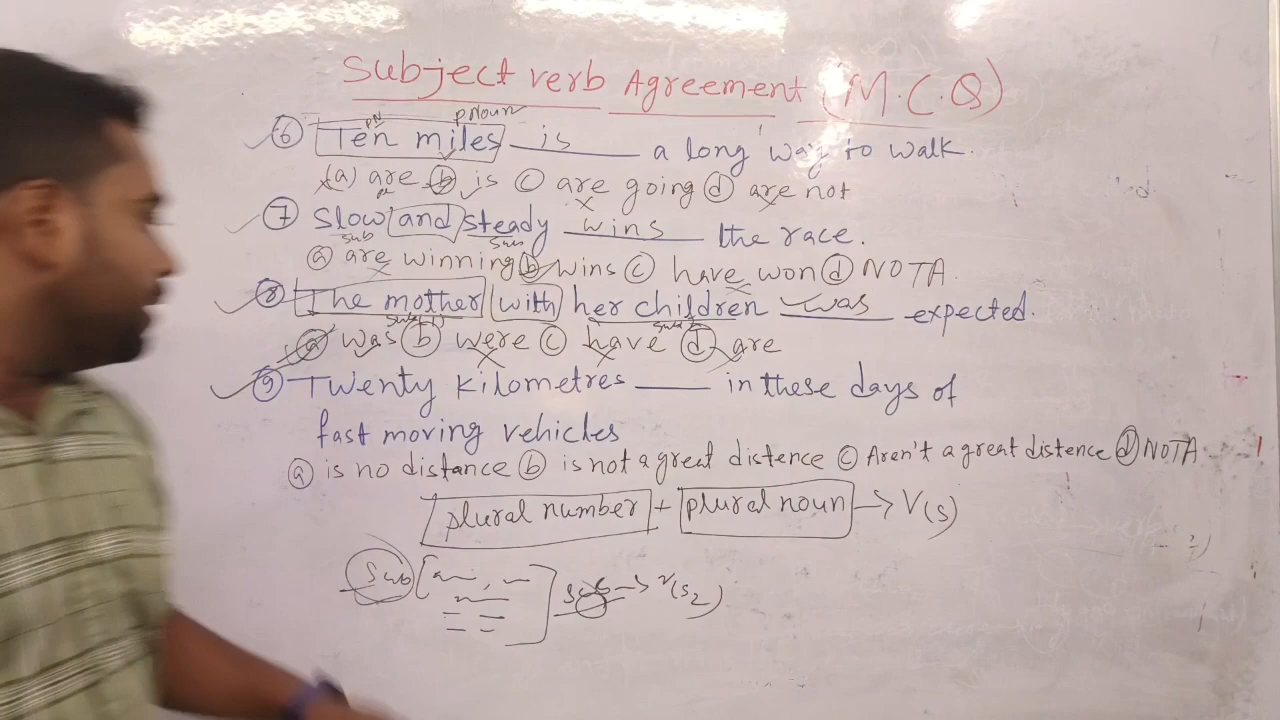 Subject verb Agreement (M.C.Q)
PN pNoun
⑥ Ten miles is a long way to walk.
(a) are ⓑ is ⓒ are going ⓓ are not
⑦ Slow and steady wins the race.
sub sub
ⓐ are winning ⓑ wins ⓒ have won ⓓ NOTA
⑧ The mother with her children was expected.
ⓐ was ⓑ were ⓒ have ⓓ are
⑨ Twenty kilometres ____ in these days of
fast moving vehicles
ⓐ is no distance ⓑ is not a great distence ⓒ Aren't a great distence ⓓ NOTA
plural number + plural noun → V(s)
Sub [ , ] → V(s2)